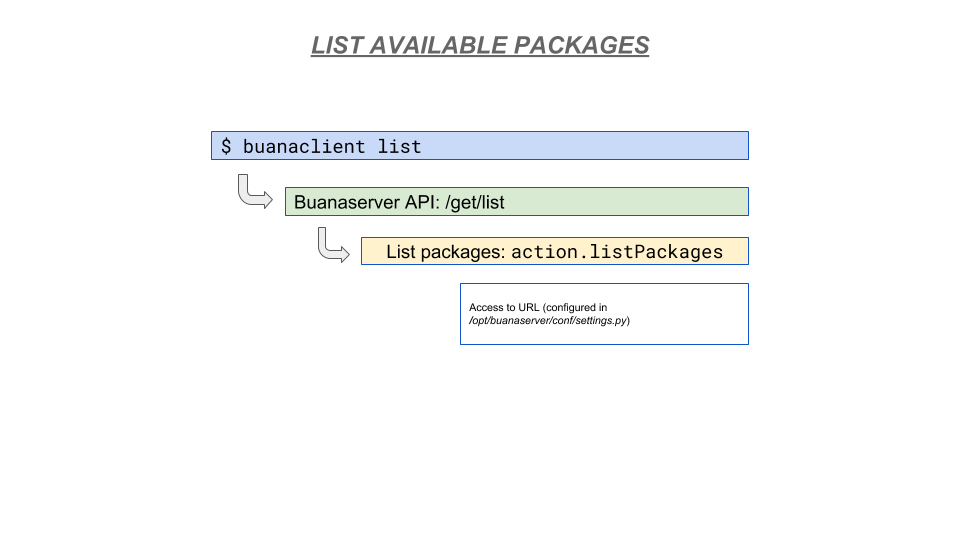 LIST AVAILABLE PACKAGES
$ buanaclient list
Buanaserver API: /get/list
List packages: action.listPackages
Access to URL (configured in
/opt/buanaserver/conf/settings.py)